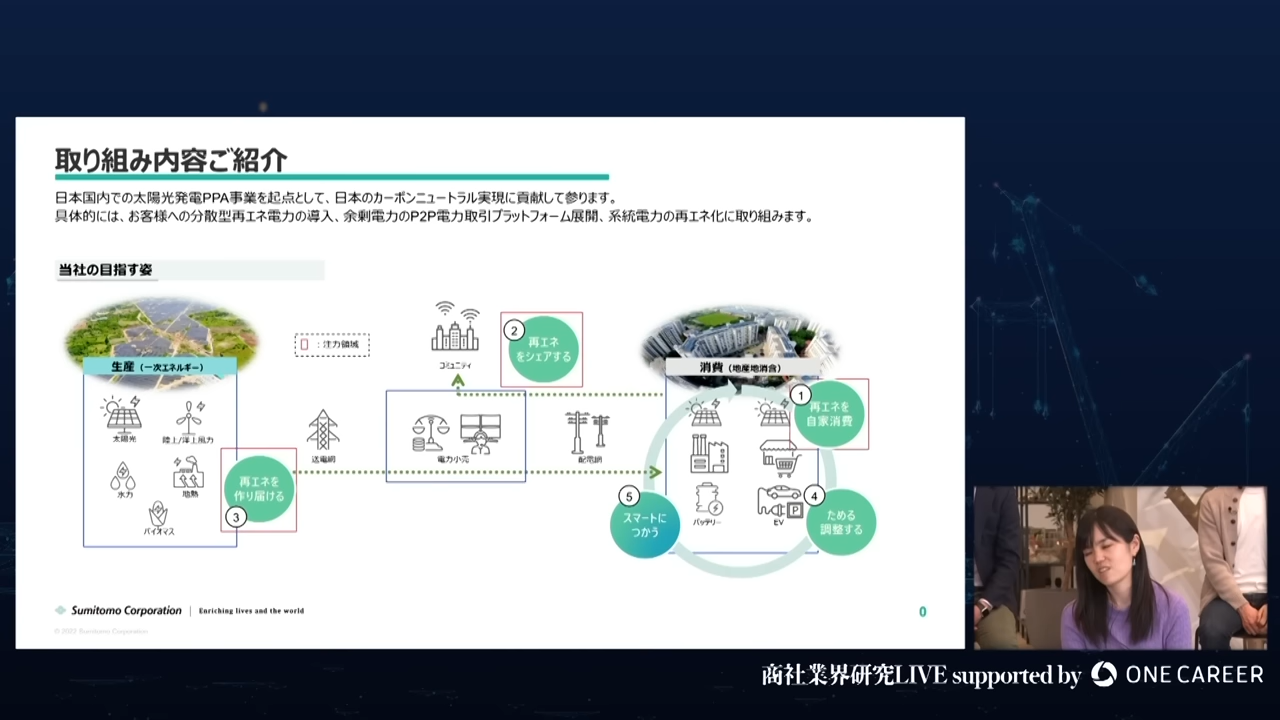 取り組み内容ご紹介
日本国内での太陽光発電PPA事業を起点として、日本のカーボンニュートラル実現に貢献して参ります。
具体的には、お客様への分散型再エネ電力の導入、余剰電力のP2P電力取引プラットフォーム展開、系統電力の再エネ化に取り組みます。
当社の目指す姿
生産（一次エネルギー）
太陽光
陸上/洋上風力
水力
地熱
バイオマス
再エネを
作り届ける
3
：注力領域
送電網
コミュニティ
2
再エネ
をシェアする
電力小売
配電網
消費（地産地消含）
1
再エネを
自家消費
バッテリー
EV
P
4
ためる
調整する
5
スマートに
つかう
Sumitomo Corporation
Enriching lives and the world
© 2022 Sumitomo Corporation
0
商社業界研究LIVE supported by ONE CAREER